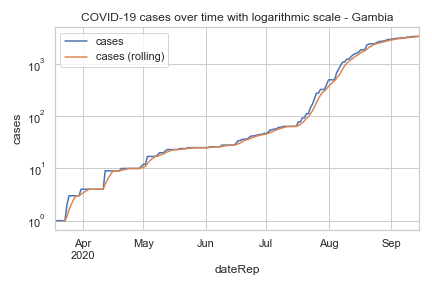 COVID-19 cases over time with logarithmic scale - Gambia
cases
cases (rolling)
10³
10²
10¹
10⁰
cases
Apr May Jun Jul Aug Sep
2020
dateRep